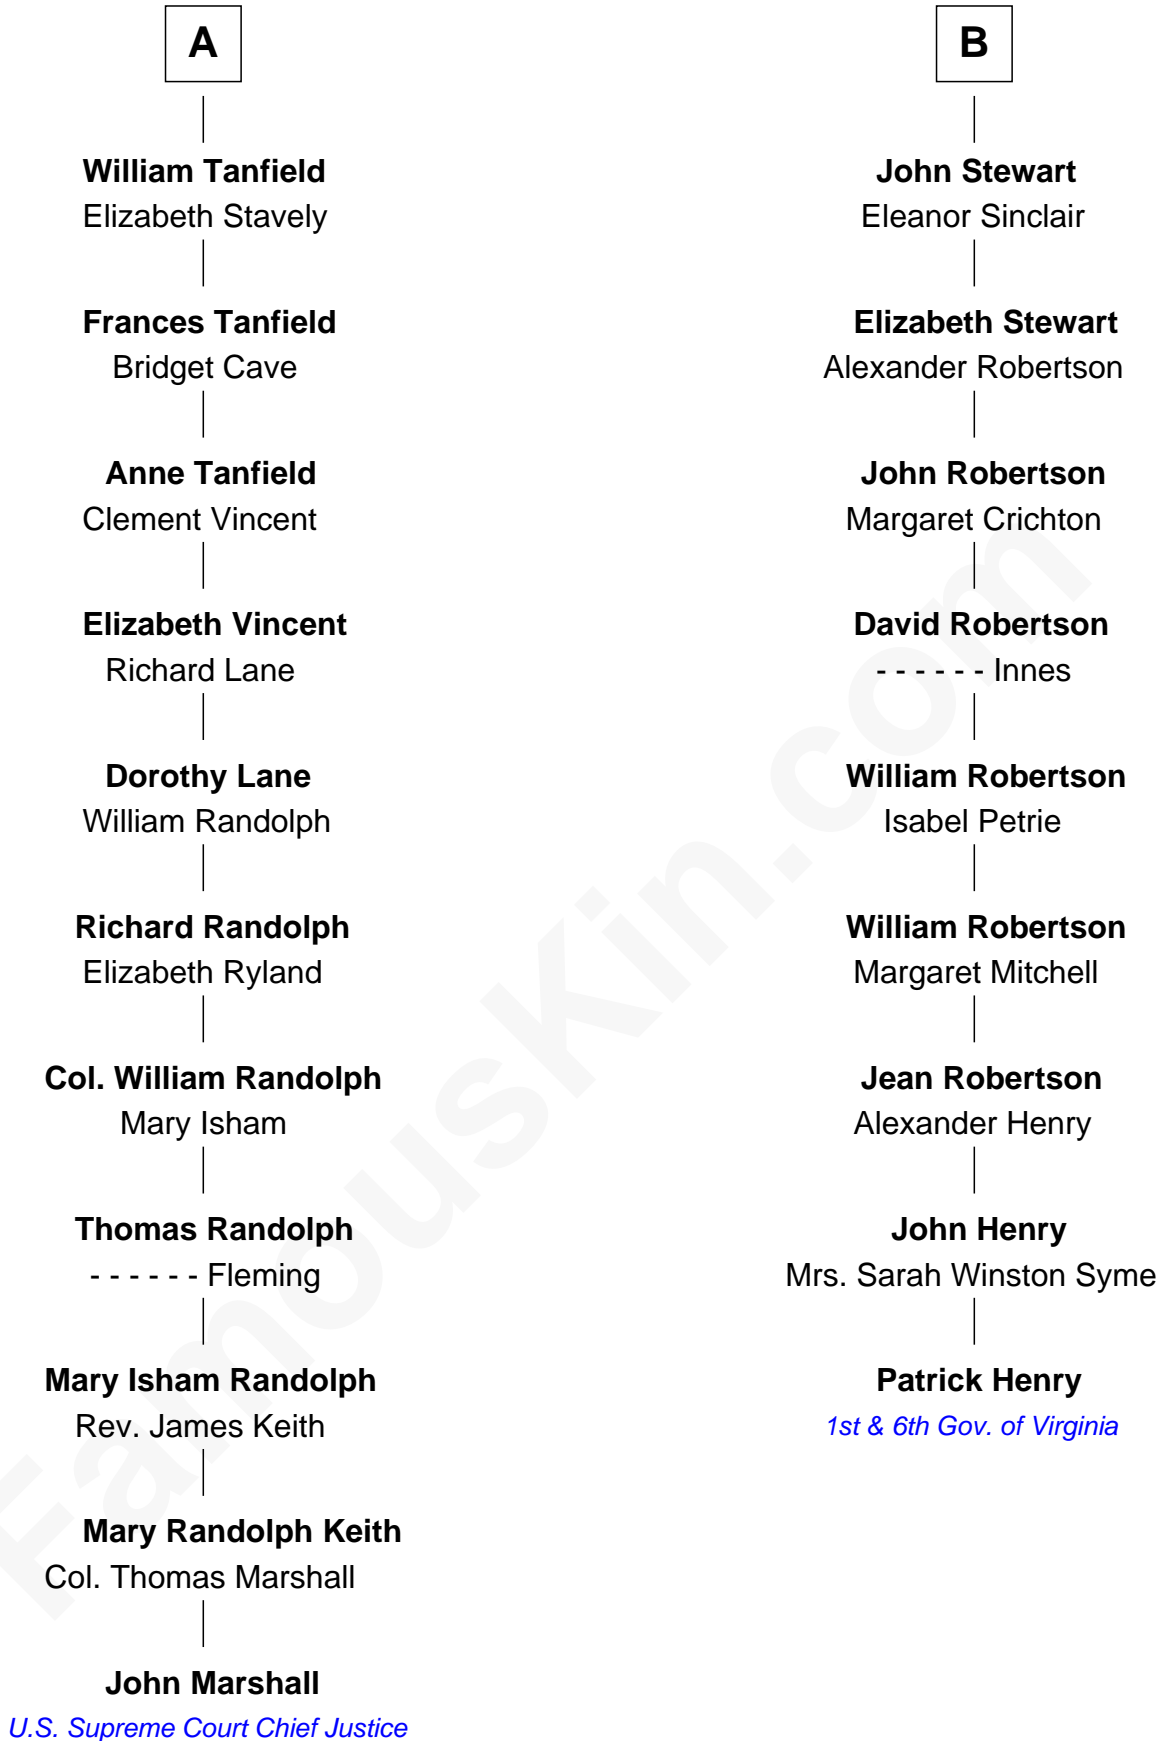 A
William Tanfield
Elizabeth Stavely
Frances Tanfield
Bridget Cave
Anne Tanfield
Clement Vincent
Elizabeth Vincent
Richard Lane
Dorothy Lane
William Randolph
Richard Randolph
Elizabeth Ryland
Col. William Randolph
Mary Isham
Thomas Randolph
- - - - - - Fleming
Mary Isham Randolph
Rev. James Keith
Mary Randolph Keith
Col. Thomas Marshall
John Marshall
U.S. Supreme Court Chief Justice
B
John Stewart
Eleanor Sinclair
Elizabeth Stewart
Alexander Robertson
John Robertson
Margaret Crichton
David Robertson
- - - - - - Innes
William Robertson
Isabel Petrie
William Robertson
Margaret Mitchell
Jean Robertson
Alexander Henry
John Henry
Mrs. Sarah Winston Syme
Patrick Henry
1st & 6th Gov. of Virginia
FamousKin.com